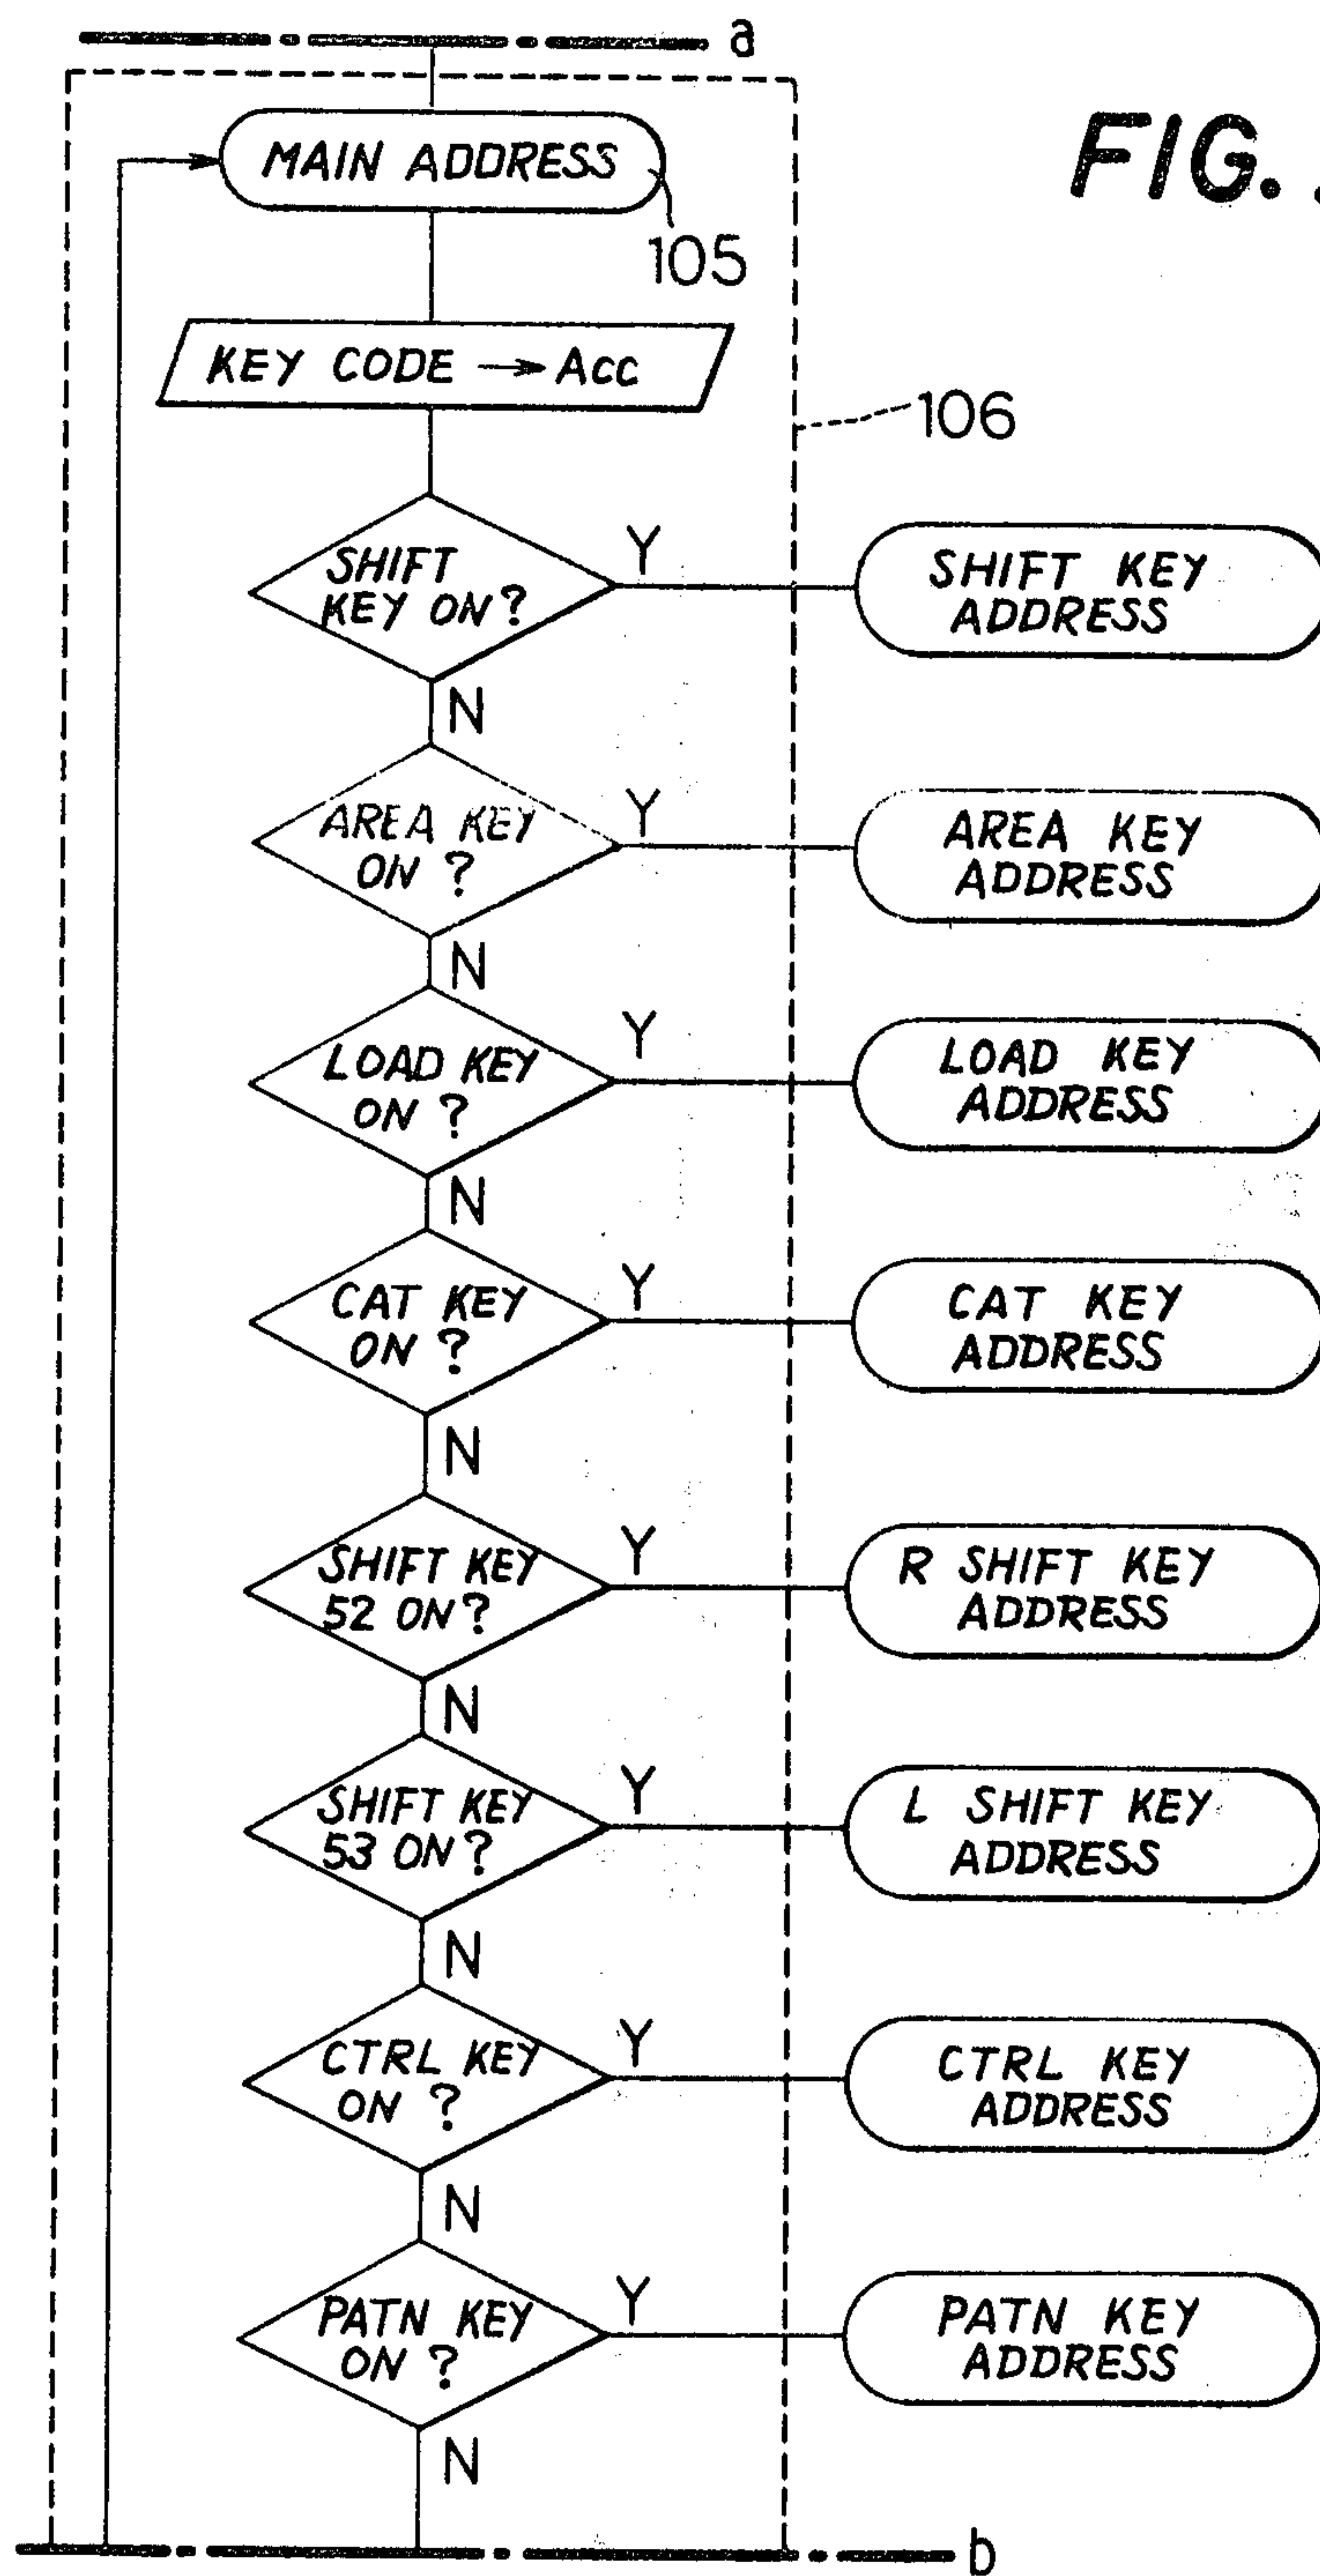 a
FIG.
MAIN ADDRESS
105
KEY CODE → Acc
106
SHIFT
KEY ON?
Y
SHIFT KEY
ADDRESS
N
AREA KEY
ON ?
Y
AREA KEY
ADDRESS
N
LOAD KEY
ON ?
Y
LOAD KEY
ADDRESS
N
CAT KEY
ON ?
Y
CAT KEY
ADDRESS
N
SHIFT KEY
52 ON?
Y
R SHIFT KEY
ADDRESS
N
SHIFT KEY
53 ON?
Y
L SHIFT KEY
ADDRESS
N
CTRL KEY
ON ?
Y
CTRL KEY
ADDRESS
N
PATN KEY
ON ?
Y
PATN KEY
ADDRESS
N
b